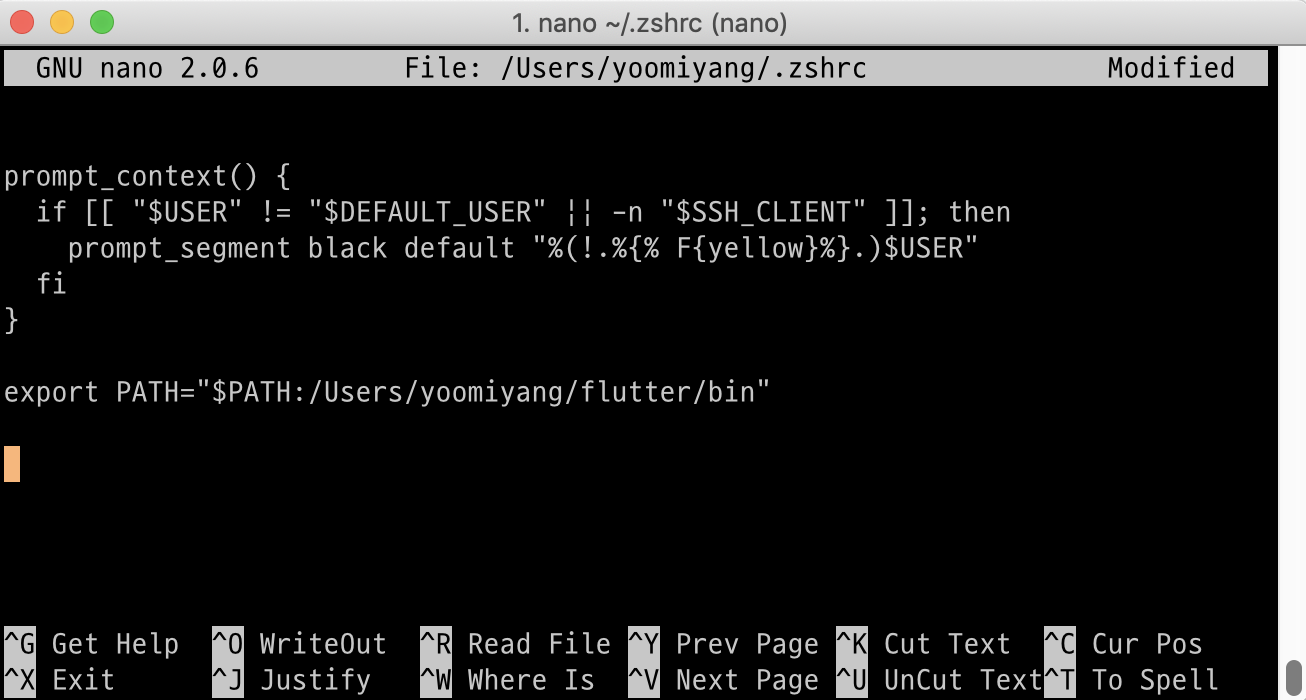 1. nano ~/.zshrc (nano)
GNU nano 2.0.6 File: /Users/yoomiyang/.zshrc Modified
prompt_context() {
  if [[ "$USER" != "$DEFAULT_USER" || -n "$SSH_CLIENT" ]]; then
    prompt_segment black default "%(!.%{% F{yellow}%}.)$USER"
  fi
}
export PATH="$PATH:/Users/yoomiyang/flutter/bin"
^G Get Help ^O WriteOut ^R Read File ^Y Prev Page ^K Cut Text ^C Cur Pos
^X Exit ^J Justify ^W Where Is ^V Next Page ^U UnCut Text ^T To Spell